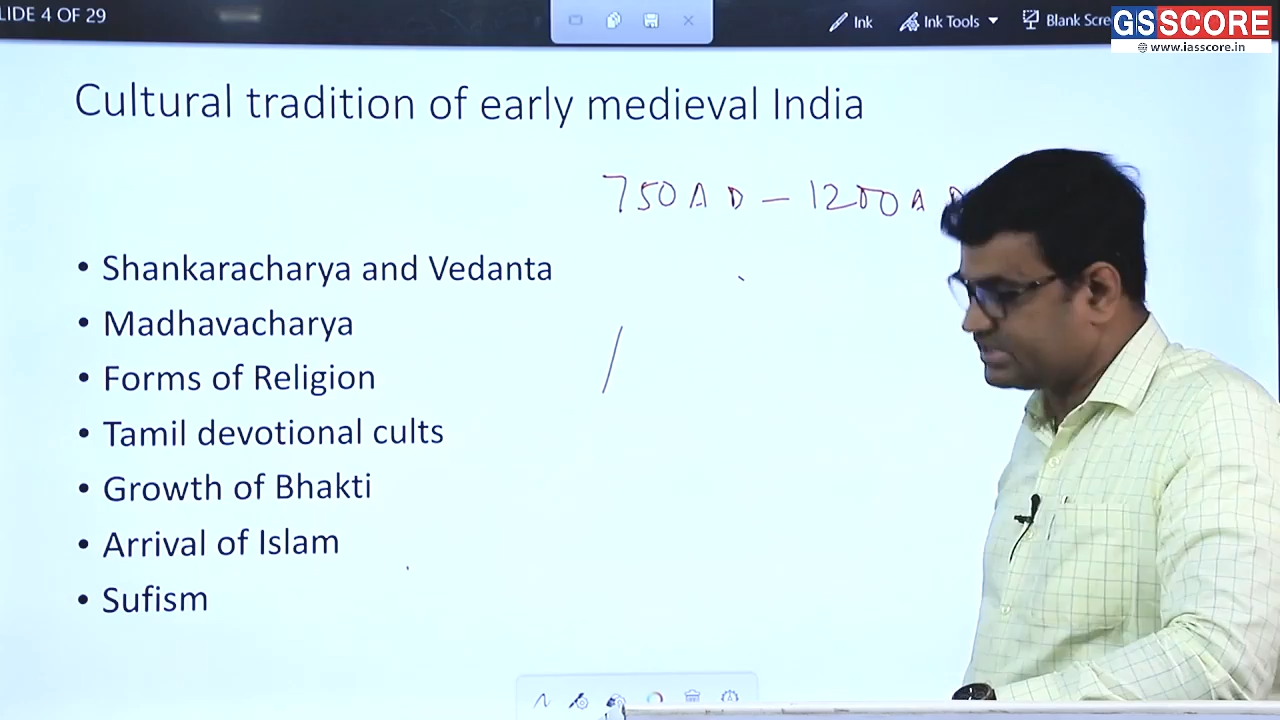 LIDE 4 OF 29
Ink
Ink Tools
Blank Scre
GSSCORE
www.iasscore.in
Cultural tradition of early medieval India
750 A D – 1200 A
• Shankaracharya and Vedanta
• Madhavacharya
• Forms of Religion
• Tamil devotional cults
• Growth of Bhakti
• Arrival of Islam
• Sufism